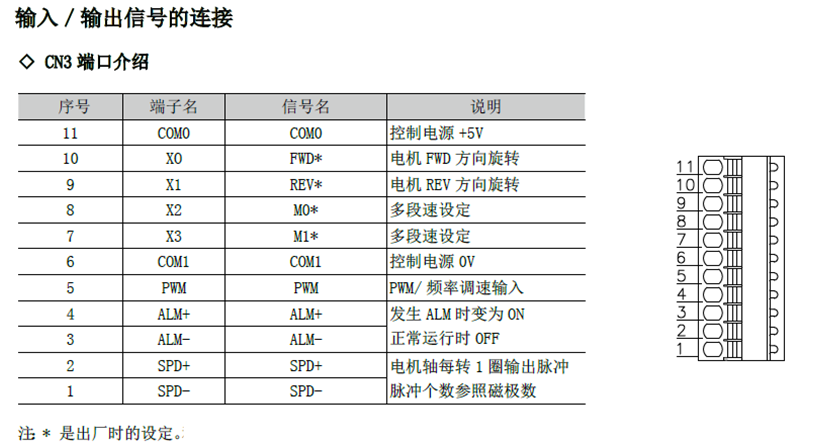 输入/输出信号的连接
◇ CN3 端口介绍
序号 端子名 信号名 说明
11 COM0 COM0 控制电源 +5V
10 X0 FWD* 电机 FWD 方向旋转
9 X1 REV* 电机 REV 方向旋转
8 X2 M0* 多段速设定
7 X3 M1* 多段速设定
6 COM1 COM1 控制电源 0V
5 PWM PWM PWM/ 频率调速输入
4 ALM+ ALM+ 发生 ALM 时变为 ON
3 ALM- ALM- 正常运行时 OFF
2 SPD+ SPD+ 电机轴每转 1 圈输出脉冲
1 SPD- SPD- 脉冲个数参照磁极数
注: * 是出厂时的设定。
11
10
9
8
7
6
5
4
3
2
1